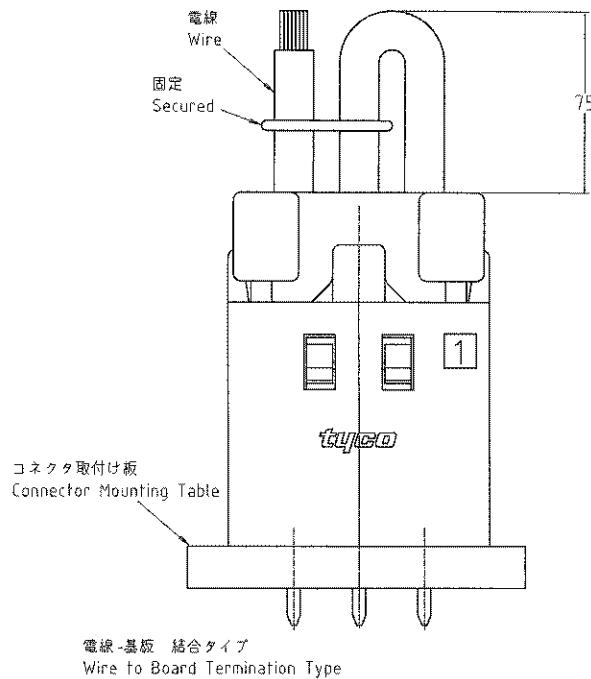 電線
Wire
固定
Secured
75
1
tyco
コネクタ取付け板
Connector Mounting Table
電線-基板 結合タイプ
Wire to Board Termination Type